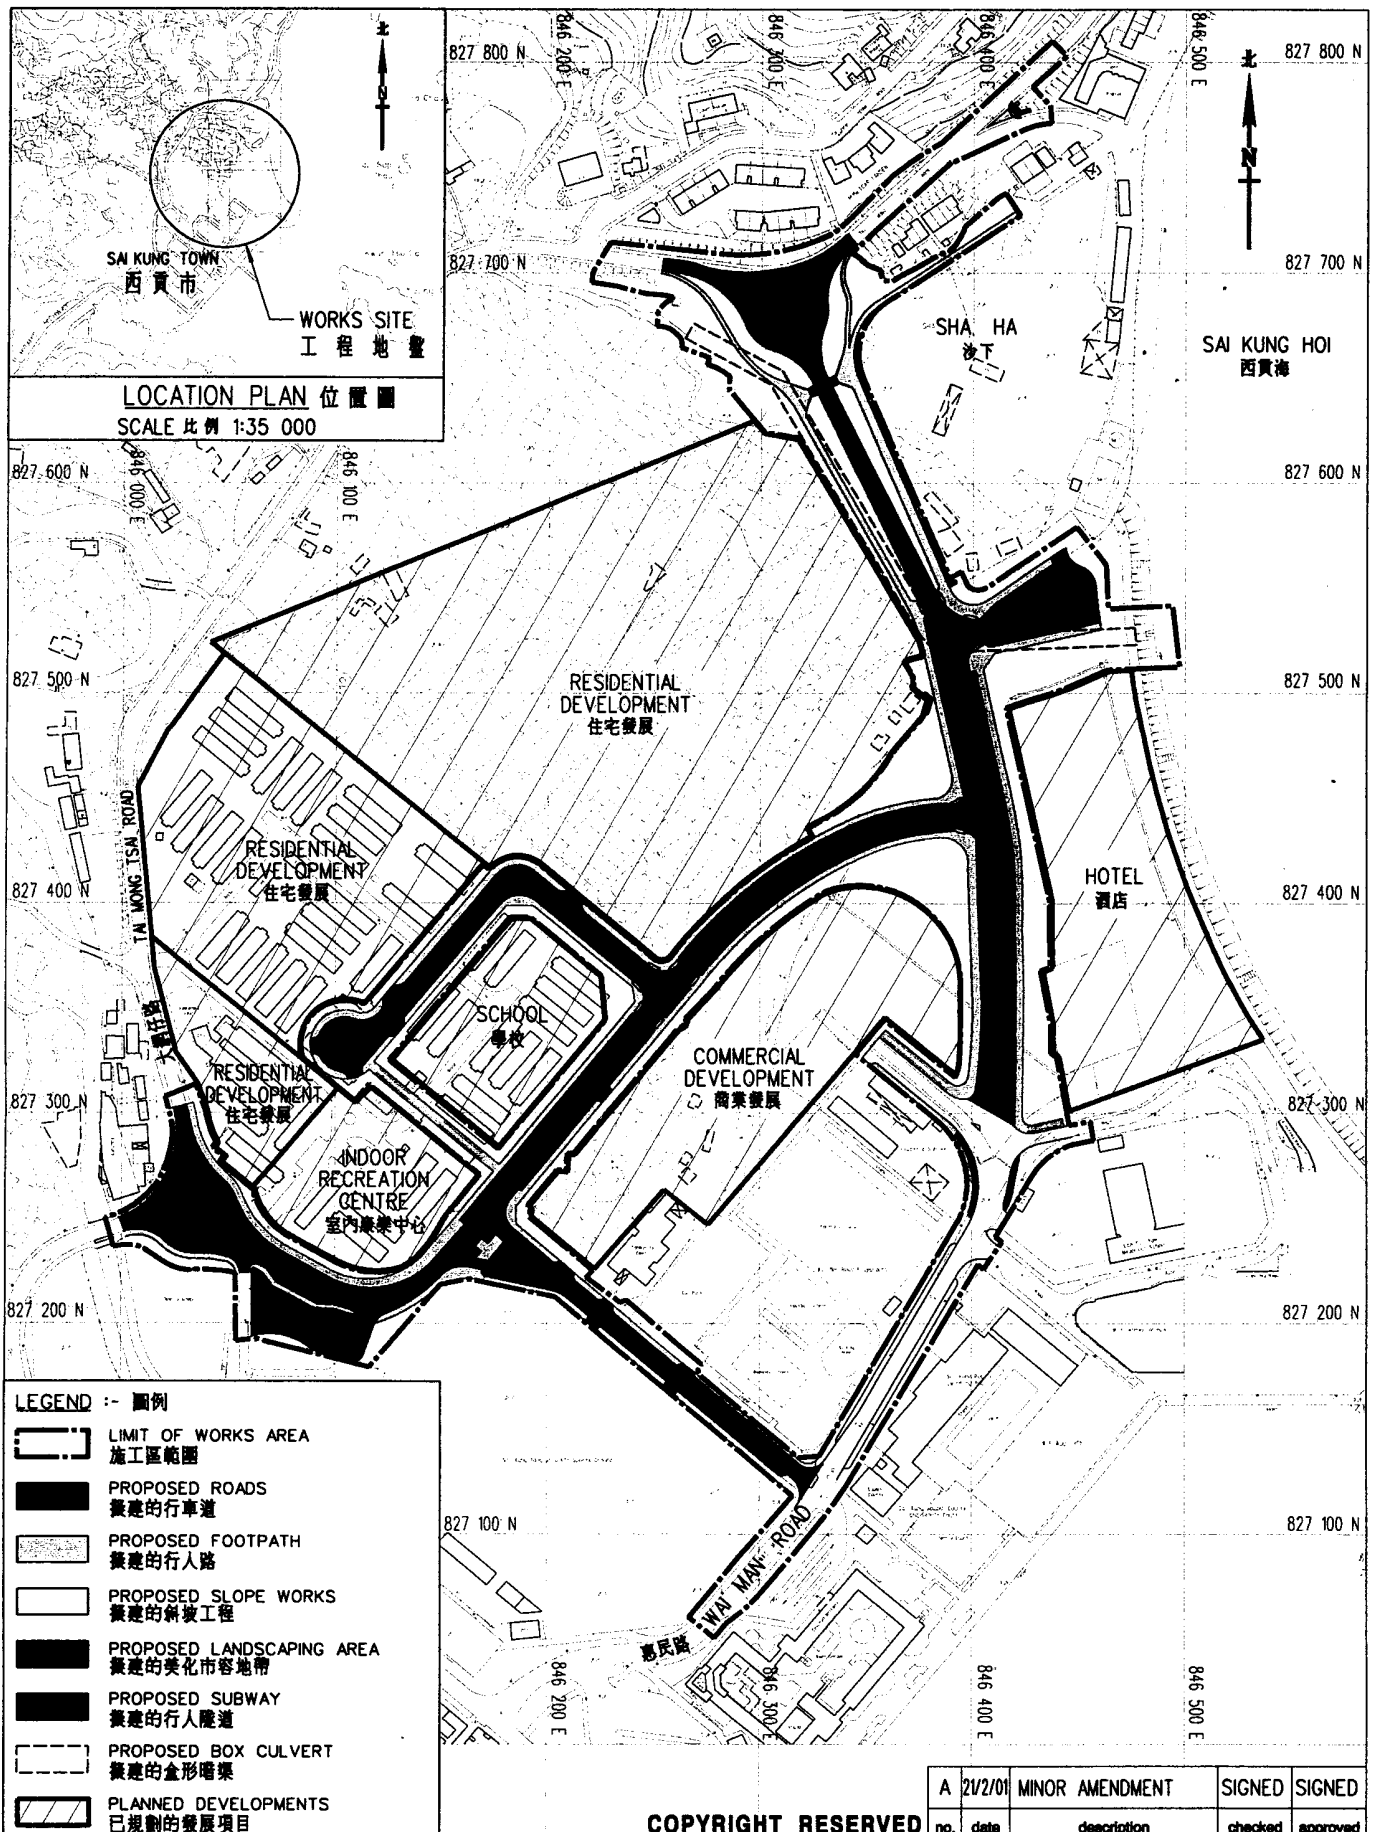 北
N
SAI KUNG TOWN
西貢市
WORKS SITE
工程地盤
LOCATION PLAN 位置圖
SCALE 比例 1:35 000
846 200 E
846 300 E
846 400 E
846 500 E
827 800 N
827 800 N
北
N
827 700 N
827 700 N
SHA HA
沙下
SAI KUNG HOI
西貢海
827 600 N
846 000 E
846 100 E
827 600 N
827 500 N
827 500 N
RESIDENTIAL
DEVELOPMENT
住宅發展
TAI MONG TSAI ROAD
大網仔路
RESIDENTIAL
DEVELOPMENT
住宅發展
827 400 N
827 400 N
HOTEL
酒店
SCHOOL
學校
COMMERCIAL
DEVELOPMENT
商業發展
RESIDENTIAL
DEVELOPMENT
住宅發展
827 300 N
827 300 N
INDOOR
RECREATION
CENTRE
室內康樂中心
827 200 N
827 200 N
827 100 N
827 100 N
WAI MAN ROAD
惠民路
846 200 E
846 300 E
846 400 E
846 500 E
LEGEND :- 圖例
LIMIT OF WORKS AREA
施工區範圍
PROPOSED ROADS
擬建的行車道
PROPOSED FOOTPATH
擬建的行人路
PROPOSED SLOPE WORKS
擬建的斜坡工程
PROPOSED LANDSCAPING AREA
擬建的美化市容地帶
PROPOSED SUBWAY
擬建的行人隧道
PROPOSED BOX CULVERT
擬建的盒形暗渠
PLANNED DEVELOPMENTS
已規劃的發展項目
COPYRIGHT RESERVED
A 21/2/01 MINOR AMENDMENT SIGNED SIGNED
no. date description checked approved